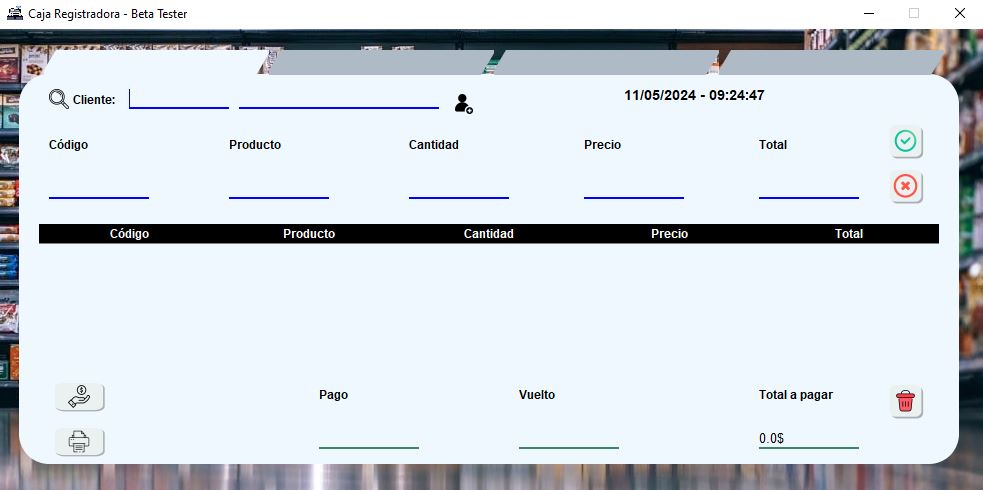 Caja Registradora - Beta Tester
Cliente:
11/05/2024 - 09:24:47
Código Producto Cantidad Precio Total
Código Producto Cantidad Precio Total
Pago Vuelto Total a pagar
0.0$